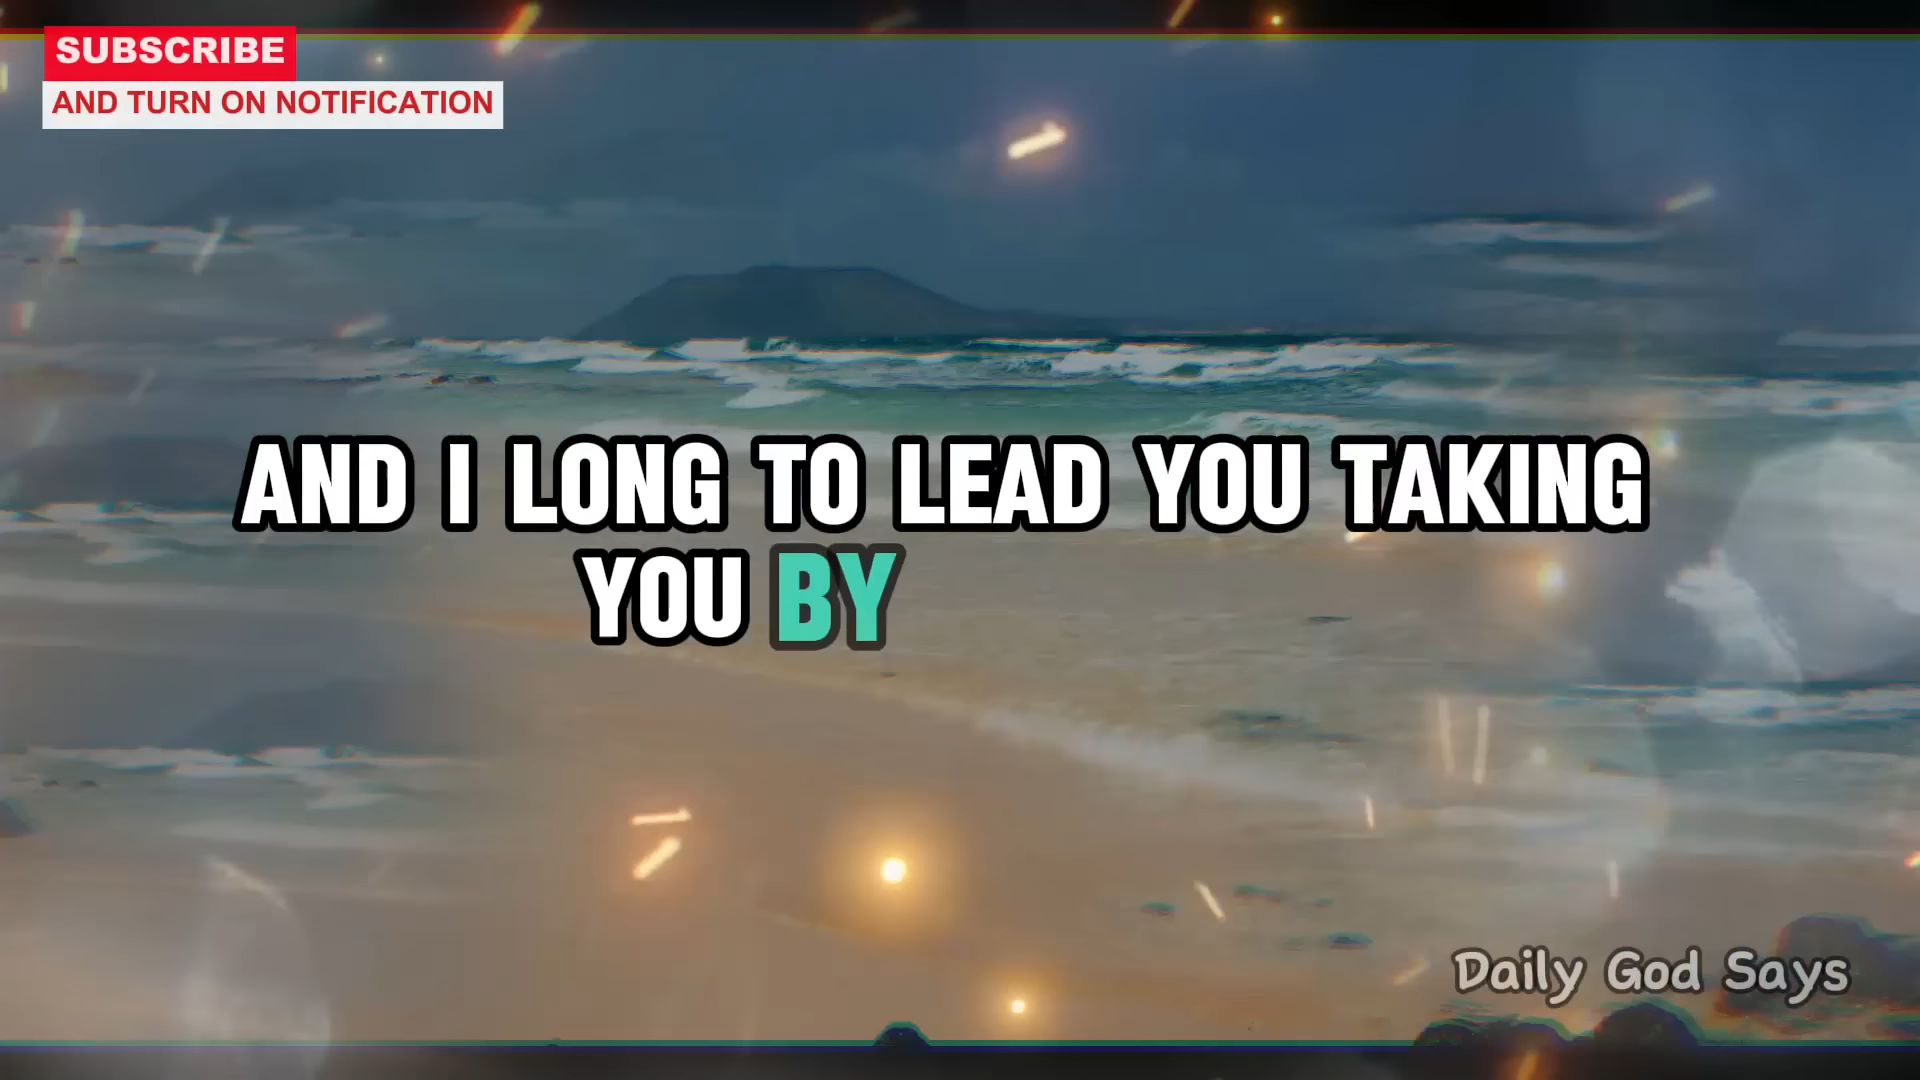 SUBSCRIBE
AND TURN ON NOTIFICATION
AND I LONG TO LEAD YOU TAKING
YOU BY
Daily God Says